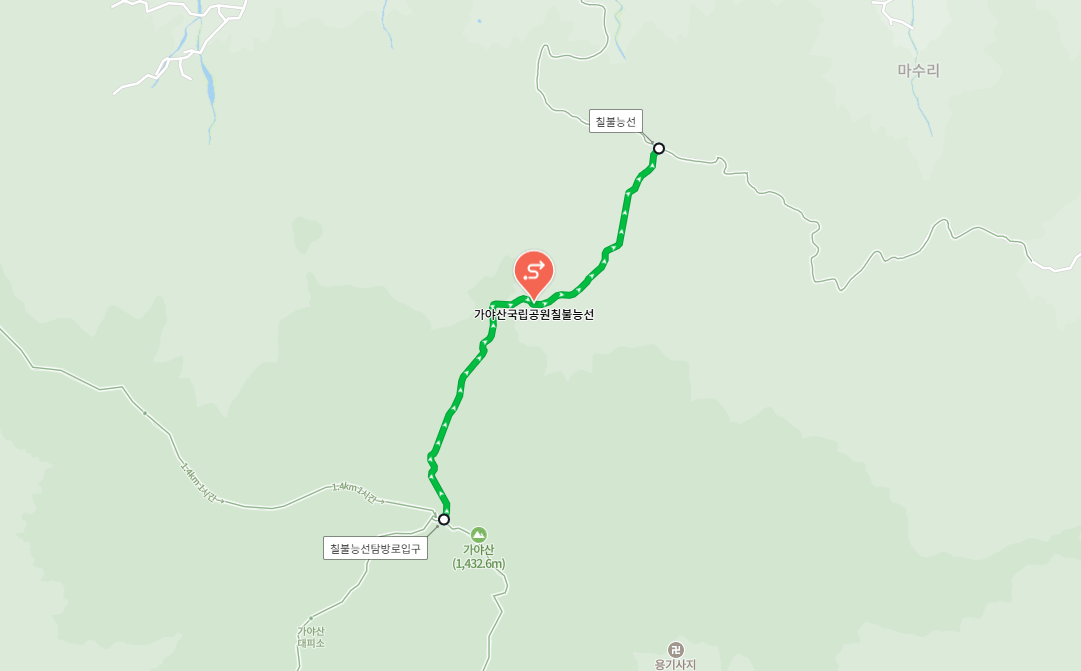 마수리
칠불능선
가야산국립공원칠불능선
1.4km 1시간→
1.4km 1시간→
칠불능선탐방로입구
가야산
(1,432.6m)
가야산
대피소
卍
용기사지